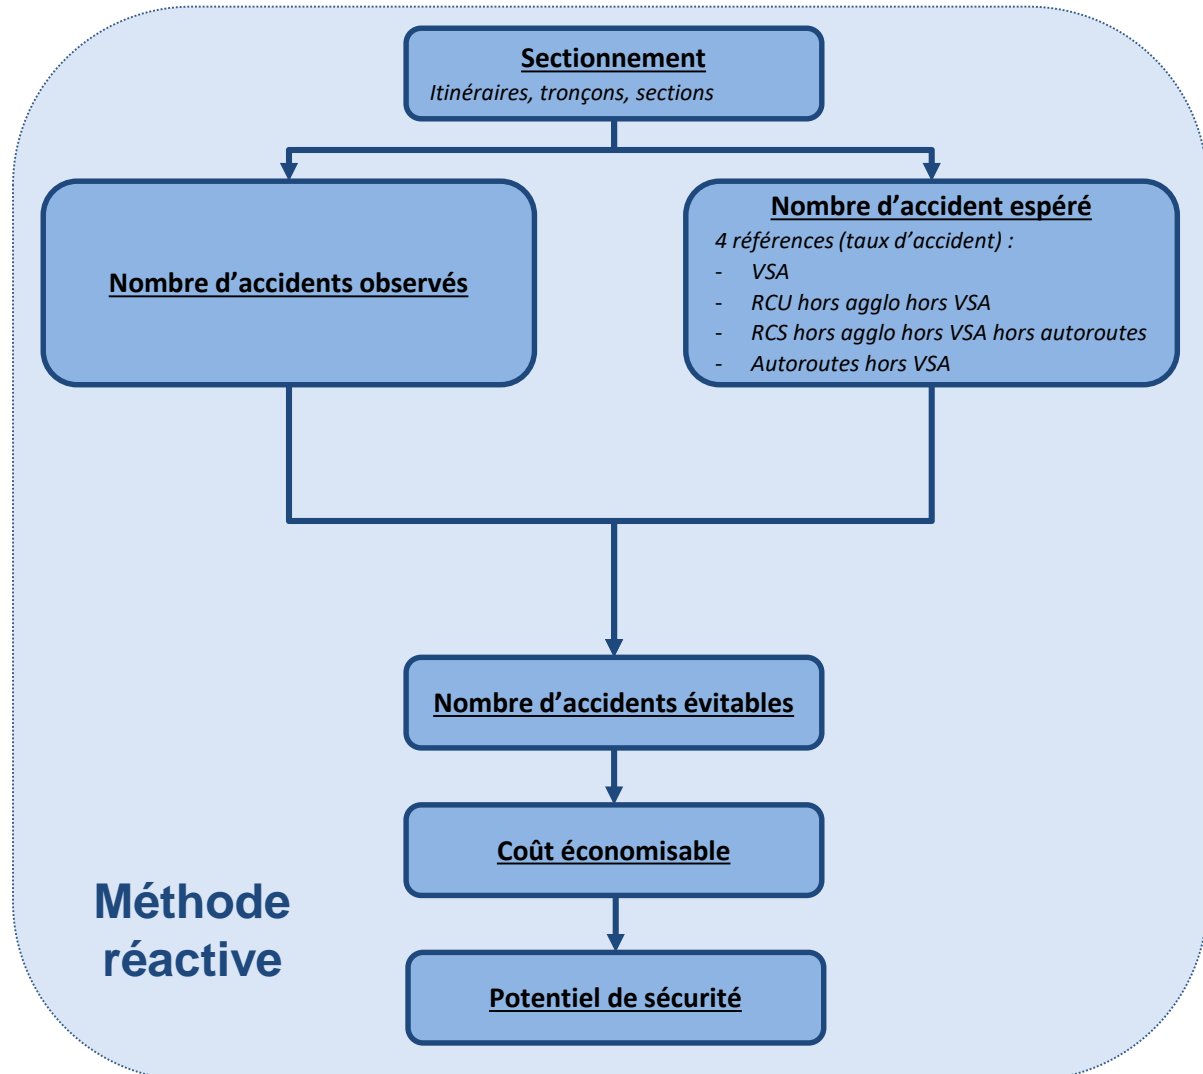 Sectionnement
Itinéraires, tronçons, sections
Nombre d’accidents observés
Nombre d’accident espéré
4 références (taux d’accident) :
- VSA
- RCU hors agglo hors VSA
- RCS hors agglo hors VSA hors autoroutes
- Autoroutes hors VSA
Nombre d’accidents évitables
Coût économisable
Potentiel de sécurité
Méthode
réactive